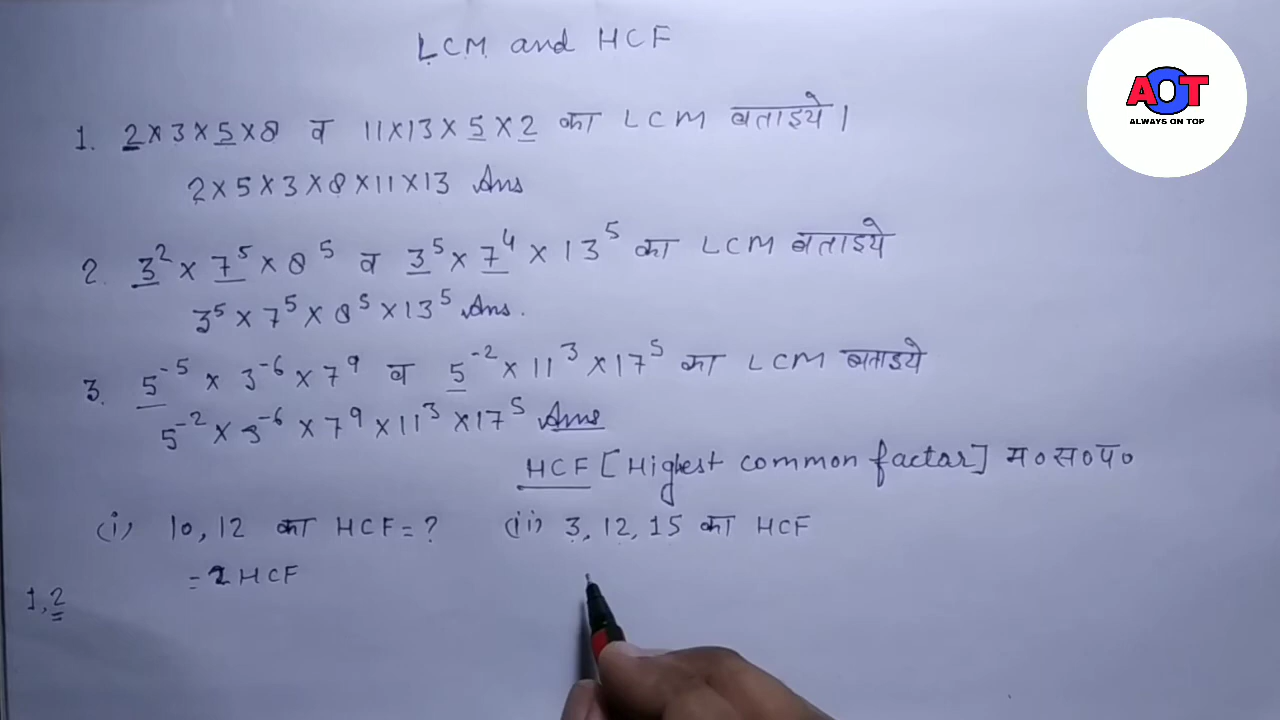 LCM and HCF
AOT
ALWAYS ON TOP
1. 2×3×5×8 व 11×13×5×2 का LCM बताइये।
2×5×3×8×11×13 Ans
2. 3² × 7⁵ × 8⁵ व 3⁵ × 7⁴ × 13⁵ का LCM बताइये
3⁵ × 7⁵ × 8⁵ × 13⁵ Ans.
3. 5⁻⁵ × 3⁻⁶ × 7⁹ व 5⁻² × 11³ × 17⁵ का LCM बताइये
5⁻² × 3⁻⁶ × 7⁹ × 11³ × 17⁵ Ans
HCF [Highest common factor] म०स०प०
(i) 10, 12 का HCF = ? (ii) 3, 12, 15 का HCF
= 2 HCF
1, 2